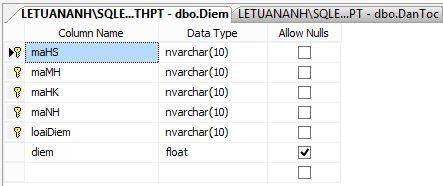 LETUANANH\SQLE...THPT - dbo.Diem LETUANANH\SQLE...PT - dbo.DanToc
Column Name Data Type Allow Nulls
maHS nvarchar(10)
maMH nvarchar(10)
maHK nvarchar(10)
maNH nvarchar(10)
loaiDiem nvarchar(10)
diem float